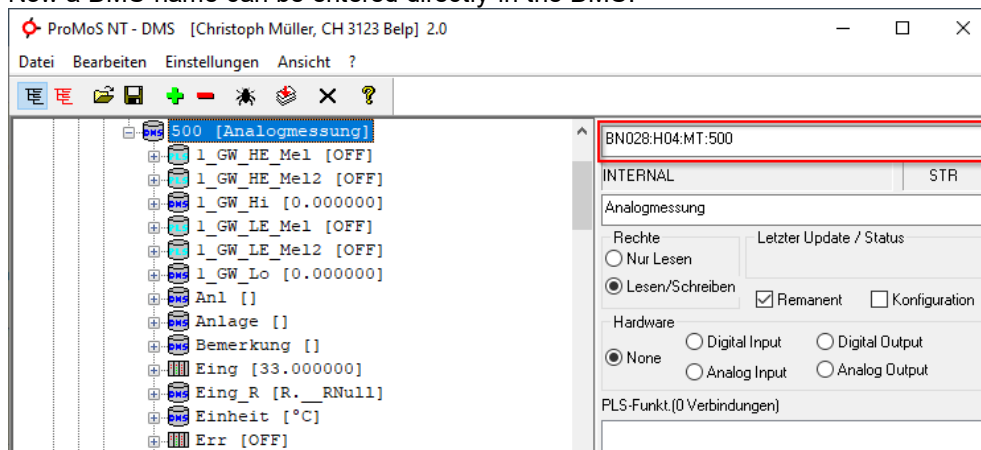 Now a DMS name can be entered directly in the DMS.
ProMoS NT - DMS [Christoph Müller, CH 3123 Belp] 2.0
Datei Bearbeiten Einstellungen Ansicht ?
500 [Analogmessung]
1_GW_HE_Mel [OFF]
1_GW_HE_Mel2 [OFF]
1_GW_Hi [0.000000]
1_GW_LE_Mel [OFF]
1_GW_LE_Mel2 [OFF]
1_GW_Lo [0.000000]
Anl []
Anlage []
Bemerkung []
Eing [33.000000]
Eing_R [R.__RNull]
Einheit [°C]
Err [OFF]
BN028:H04:MT:500
INTERNAL STR
Analogmessung
Rechte Letzter Update / Status
Nur Lesen
Lesen/Schreiben
Remanent Konfiguration
Hardware
Digital Input Digital Output
None
Analog Input Analog Output
PLS-Funkt.(0 Verbindungen)